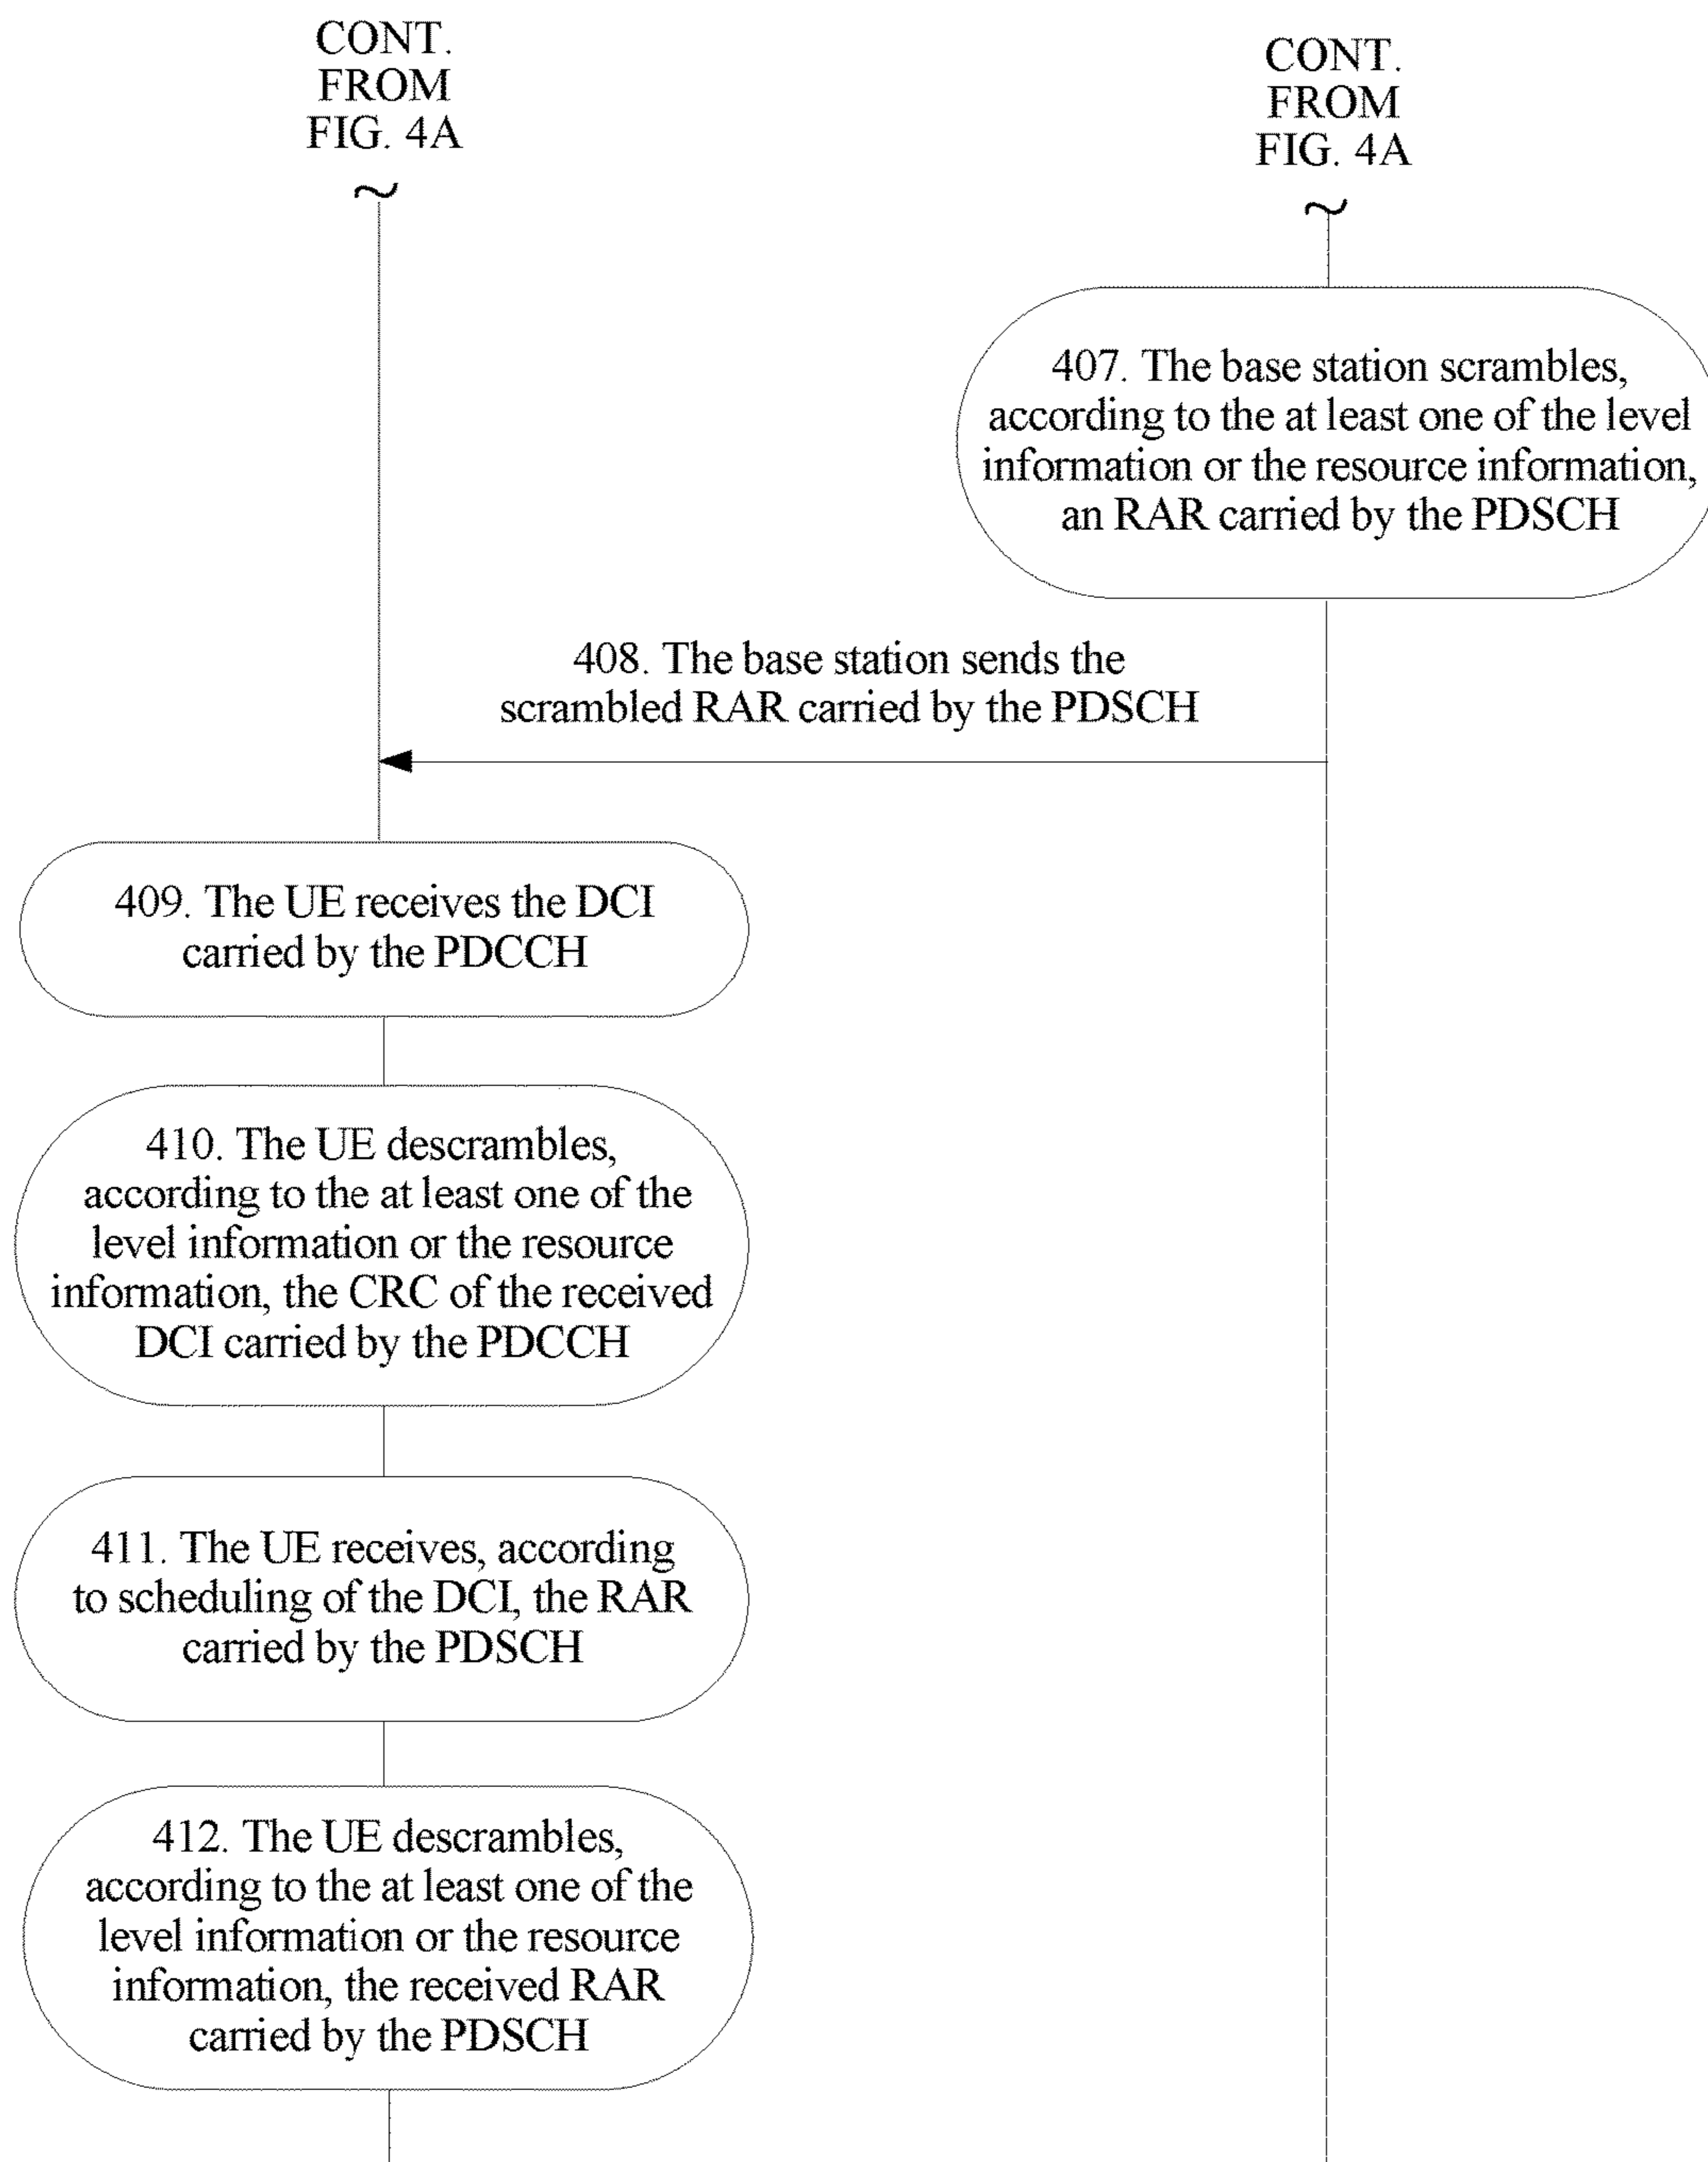 CONT.
FROM
FIG. 4A
CONT.
FROM
FIG. 4A
407. The base station scrambles,
according to the at least one of the level
information or the resource information,
an RAR carried by the PDSCH
408. The base station sends the
scrambled RAR carried by the PDSCH
409. The UE receives the DCI
carried by the PDCCH
410. The UE descrambles,
according to the at least one of the
level information or the resource
information, the CRC of the received
DCI carried by the PDCCH
411. The UE receives, according
to scheduling of the DCI, the RAR
carried by the PDSCH
412. The UE descrambles,
according to the at least one of the
level information or the resource
information, the received RAR
carried by the PDSCH